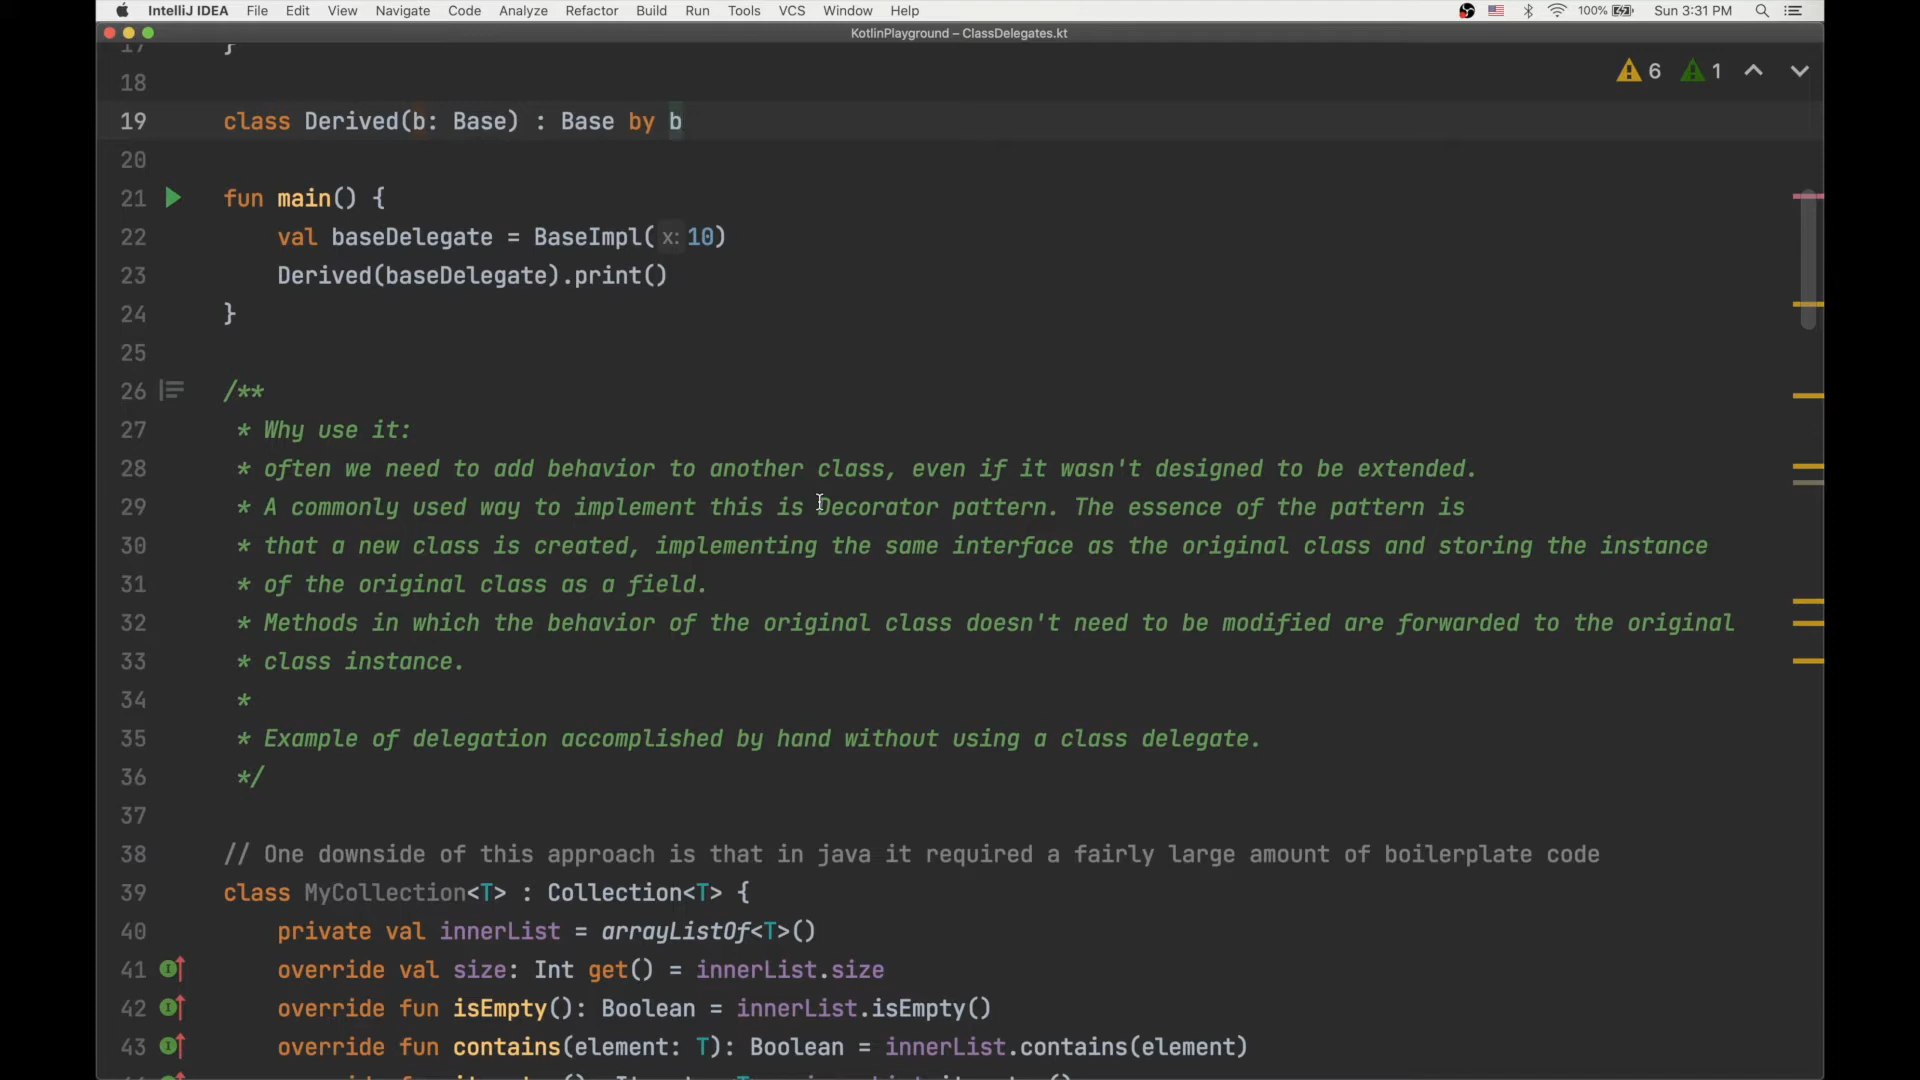 IntelliJ IDEA File Edit View Navigate Code Analyze Refactor Build Run Tools VCS Window Help 100% Sun 3:31 PM
KotlinPlayground – ClassDelegates.kt
17 }
18
6 1
19 class Derived(b: Base) : Base by b
20
21 fun main() {
22 val baseDelegate = BaseImpl( x: 10)
23 Derived(baseDelegate).print()
24 }
25
26 /**
27 * Why use it:
28 * often we need to add behavior to another class, even if it wasn't designed to be extended.
29 * A commonly used way to implement this is Decorator pattern. The essence of the pattern is
30 * that a new class is created, implementing the same interface as the original class and storing the instance
31 * of the original class as a field.
32 * Methods in which the behavior of the original class doesn't need to be modified are forwarded to the original
33 * class instance.
34 *
35 * Example of delegation accomplished by hand without using a class delegate.
36 */
37
38 // One downside of this approach is that in java it required a fairly large amount of boilerplate code
39 class MyCollection<T> : Collection<T> {
40 private val innerList = arrayListOf<T>()
41 override val size: Int get() = innerList.size
42 override fun isEmpty(): Boolean = innerList.isEmpty()
43 override fun contains(element: T): Boolean = innerList.contains(element)